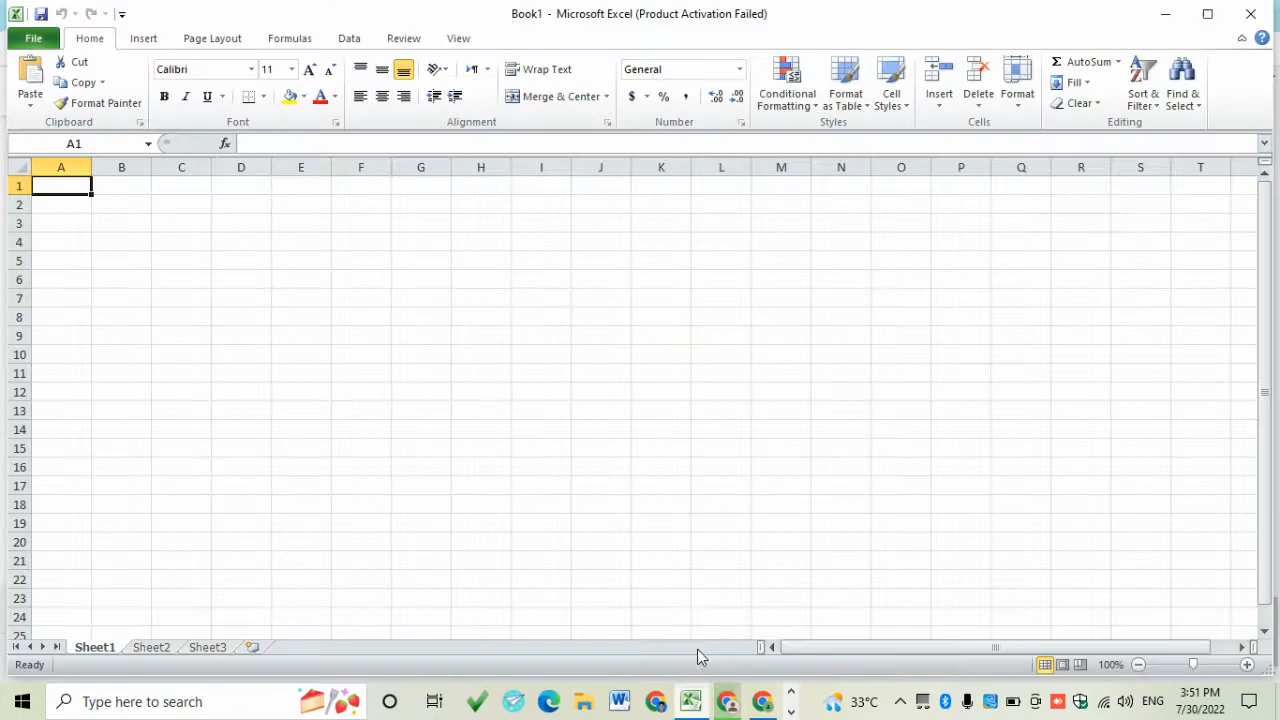 Book1 - Microsoft Excel (Product Activation Failed)
File Home Insert Page Layout Formulas Data Review View
Paste
Cut
Copy
Format Painter
Clipboard
Calibri 11
B I U A
Font
Wrap Text
Merge & Center
Alignment
General
$ % ,
Number
Conditional Formatting
Format as Table
Cell Styles
Styles
Insert Delete Format
Cells
Σ AutoSum
Fill
Clear
Sort & Filter
Find & Select
Editing
A1 fx
A B C D E F G H I J K L M N O P Q R S T
1
2
3
4
5
6
7
8
9
10
11
12
13
14
15
16
17
18
19
20
21
22
23
24
25
Sheet1 Sheet2 Sheet3
Ready 100%
Type here to search
33°C ENG
3:51 PM
7/30/2022